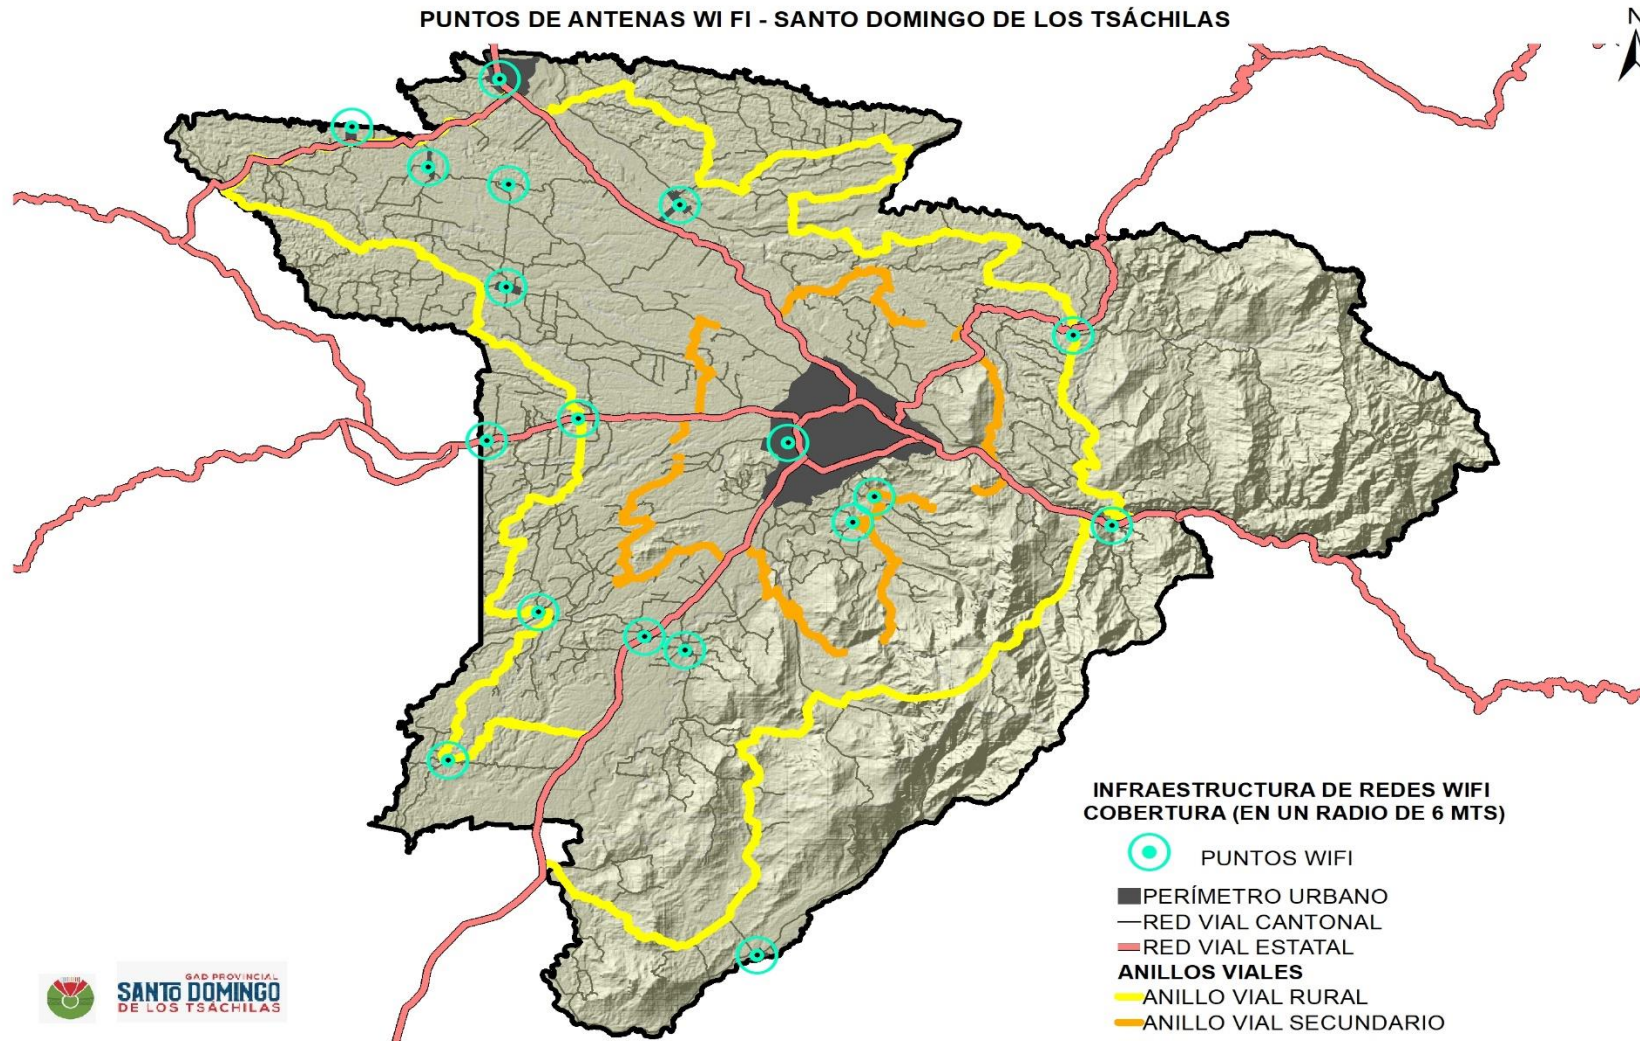 PUNTOS DE ANTENAS WI FI - SANTO DOMINGO DE LOS TSÁCHILAS
N
INFRAESTRUCTURA DE REDES WIFI
COBERTURA (EN UN RADIO DE 6 MTS)
PUNTOS WIFI
PERÍMETRO URBANO
RED VIAL CANTONAL
RED VIAL ESTATAL
ANILLOS VIALES
ANILLO VIAL RURAL
ANILLO VIAL SECUNDARIO
GAD PROVINCIAL
SANTO DOMINGO
DE LOS TSÁCHILAS